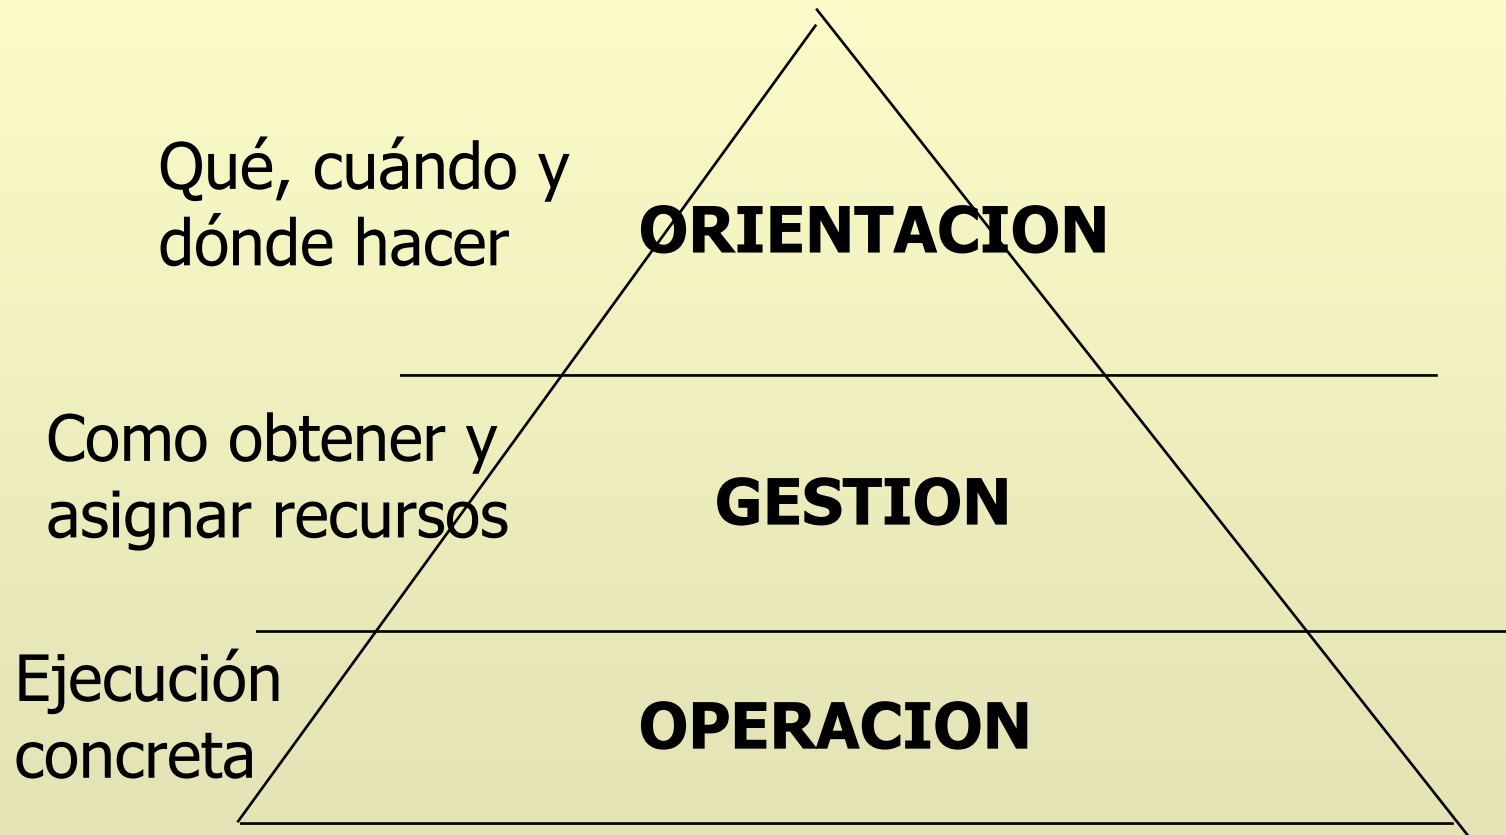 Qué, cuándo y
dónde hacer
ORIENTACION
Como obtener y
asignar recursos
GESTION
Ejecución
concreta
OPERACION